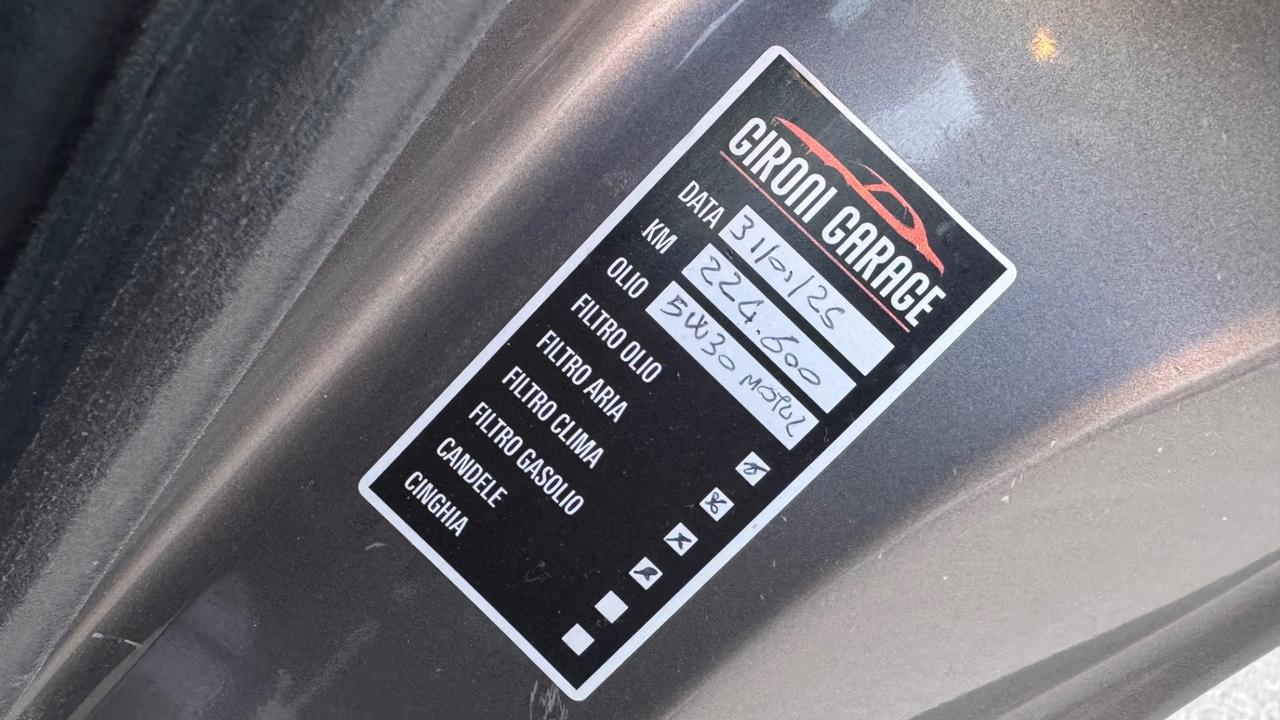 GIRONI GARAGE
DATA 31/01/25
KM 224.600
OLIO 5W30 MOTUL
FILTRO OLIO
FILTRO ARIA
FILTRO CLIMA
FILTRO GASOLIO
CANDELE
CINGHIA